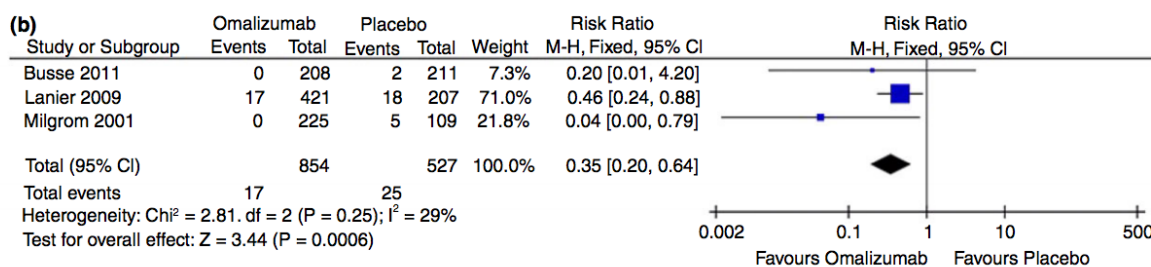 (b) Omalizumab Placebo Risk Ratio Risk Ratio
Study or Subgroup Events Total Events Total Weight M-H, Fixed, 95% CI M-H, Fixed, 95% CI
Busse 2011 0 208 2 211 7.3% 0.20 [0.01, 4.20]
Lanier 2009 17 421 18 207 71.0% 0.46 [0.24, 0.88]
Milgrom 2001 0 225 5 109 21.8% 0.04 [0.00, 0.79]
Total (95% CI) 854 527 100.0% 0.35 [0.20, 0.64]
Total events 17 25
Heterogeneity: Chi² = 2.81. df = 2 (P = 0.25); I² = 29%
Test for overall effect: Z = 3.44 (P = 0.0006)
0.002 0.1 1 10 500
Favours Omalizumab Favours Placebo